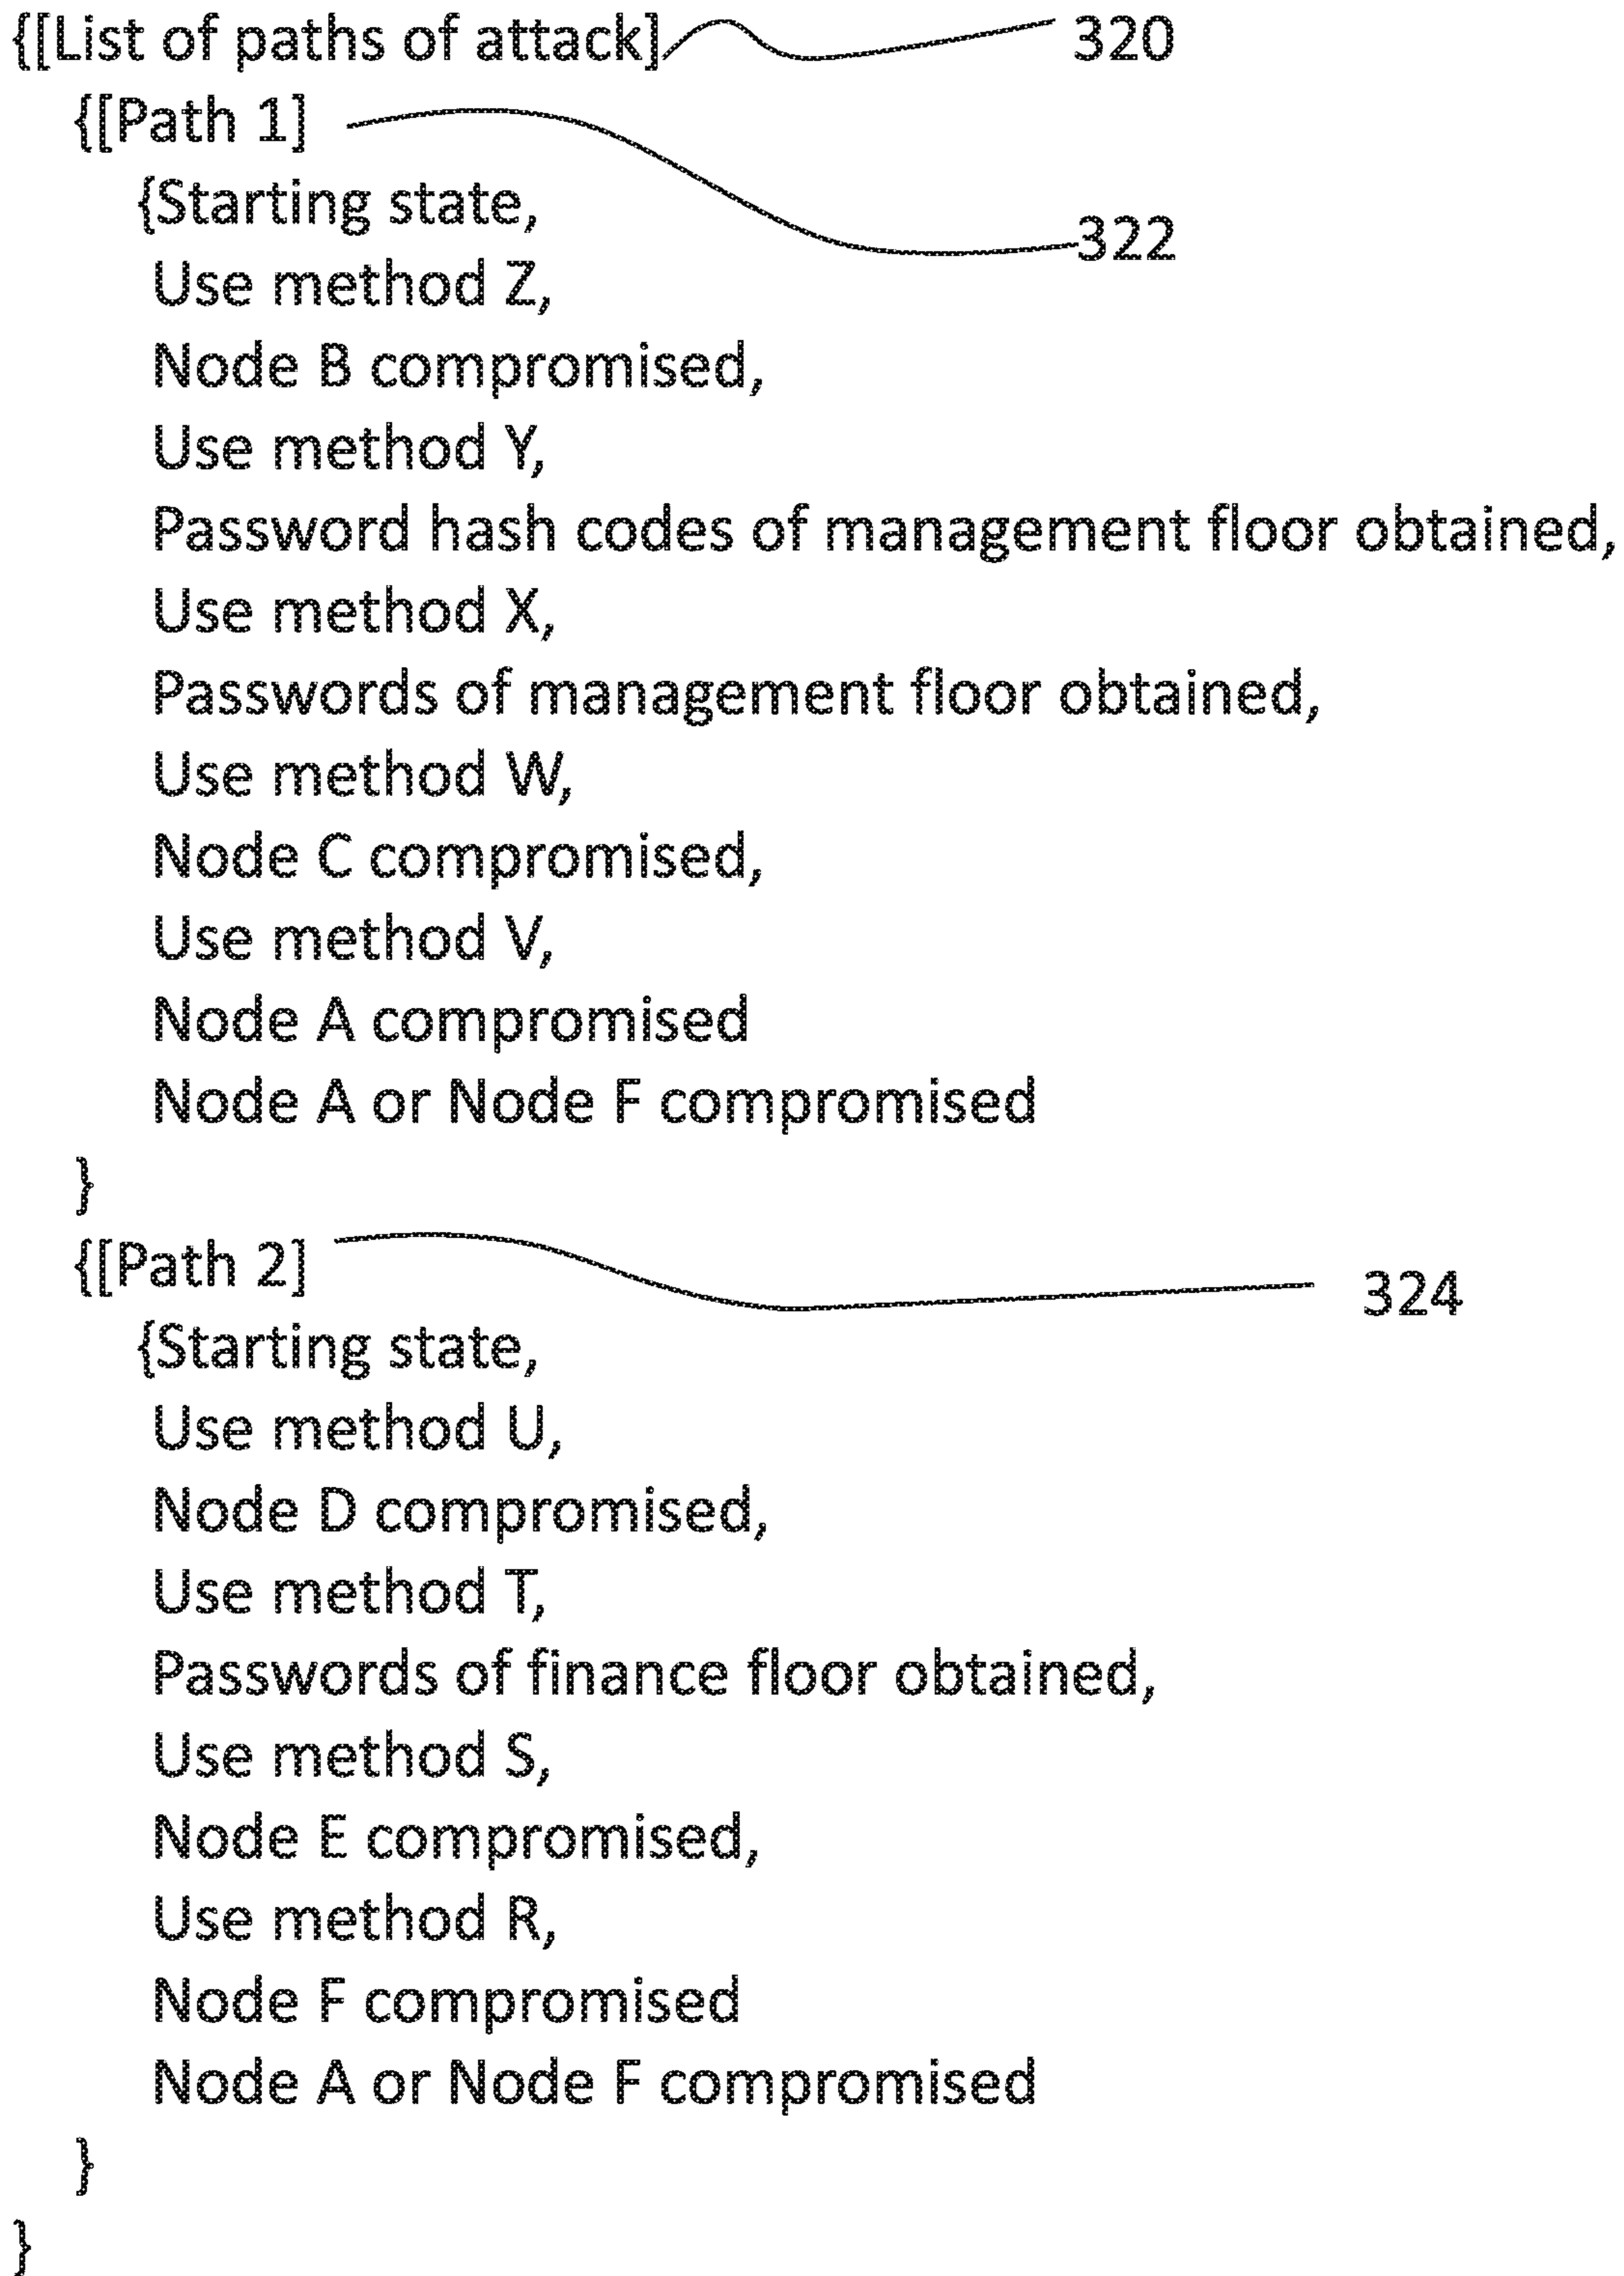 {[List of paths of attack] 320
{[Path 1]
{Starting state,
322
Use method Z,
Node B compromised,
Use method Y,
Password hash codes of management floor obtained,
Use method X,
Passwords of management floor obtained,
Use method W,
Node C compromised,
Use method V,
Node A compromised
Node A or Node F compromised
}
{[Path 2]
324
{Starting state,
Use method U,
Node D compromised,
Use method T,
Passwords of finance floor obtained,
Use method S,
Node E compromised,
Use method R,
Node F compromised
Node A or Node F compromised
}
}